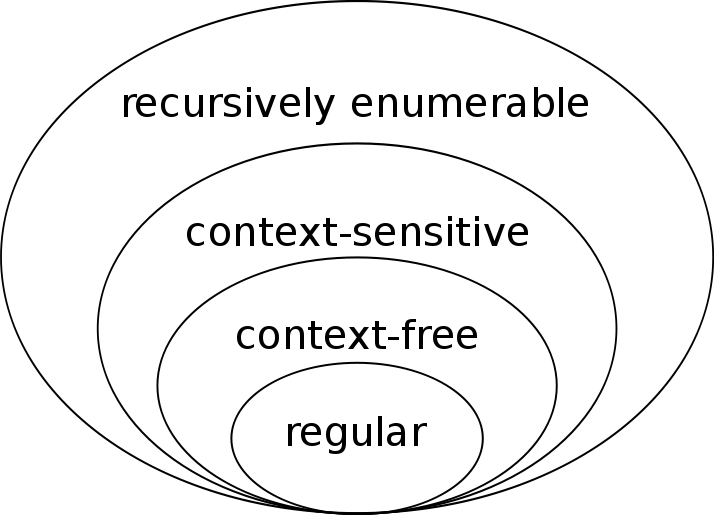 recursively enumerable
context-sensitive
context-free
regular